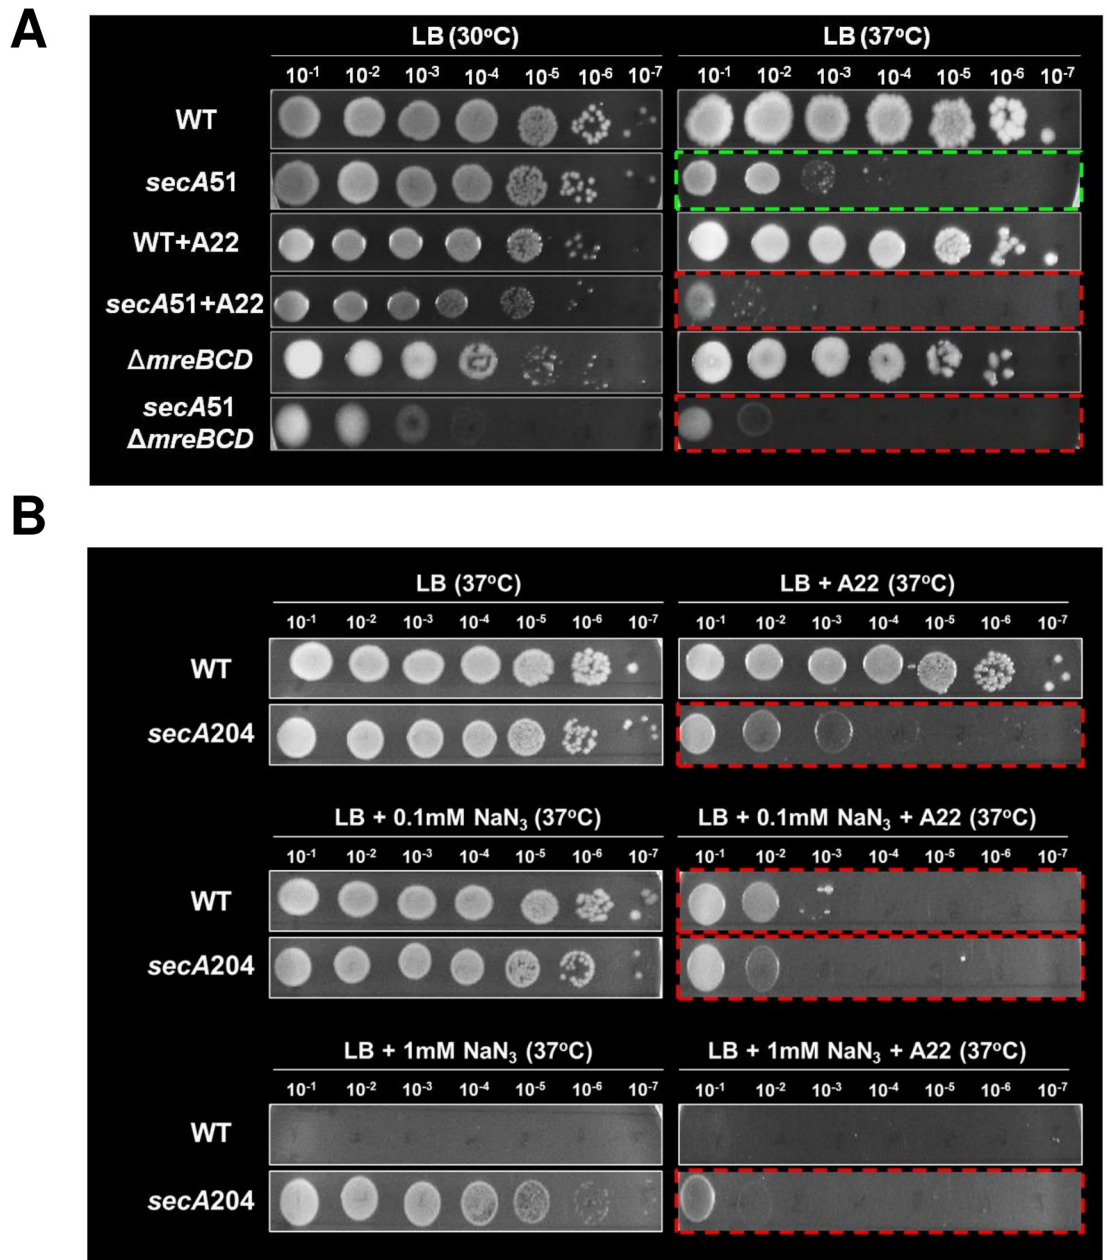 A
LB (30°C) LB (37°C)
10-1 10-2 10-3 10-4 10-5 10-6 10-7 10-1 10-2 10-3 10-4 10-5 10-6 10-7
WT
secA51
WT+A22
secA51+A22
ΔmreBCD
secA51
ΔmreBCD
B
LB (37°C) LB + A22 (37°C)
10-1 10-2 10-3 10-4 10-5 10-6 10-7 10-1 10-2 10-3 10-4 10-5 10-6 10-7
WT
secA204
LB + 0.1mM NaN3 (37°C) LB + 0.1mM NaN3 + A22 (37°C)
10-1 10-2 10-3 10-4 10-5 10-6 10-7 10-1 10-2 10-3 10-4 10-5 10-6 10-7
WT
secA204
LB + 1mM NaN3 (37°C) LB + 1mM NaN3 + A22 (37°C)
10-1 10-2 10-3 10-4 10-5 10-6 10-7 10-1 10-2 10-3 10-4 10-5 10-6 10-7
WT
secA204